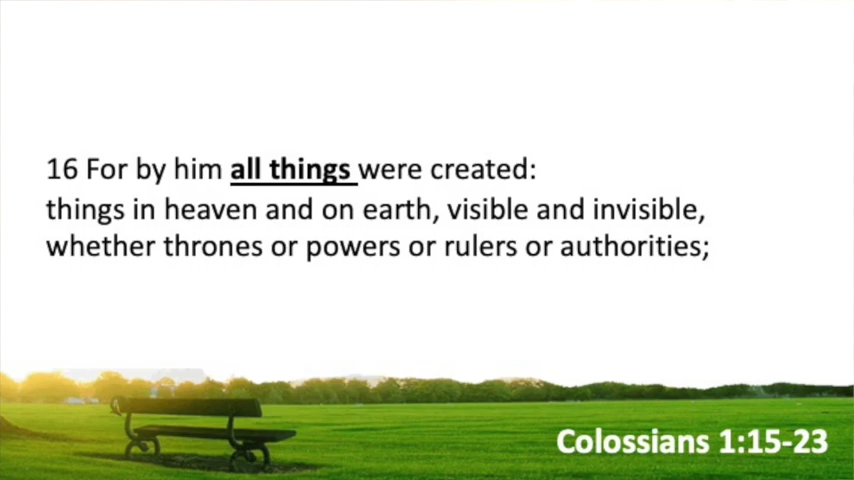 16 For by him all things were created:
things in heaven and on earth, visible and invisible,
whether thrones or powers or rulers or authorities;
Colossians 1:15-23